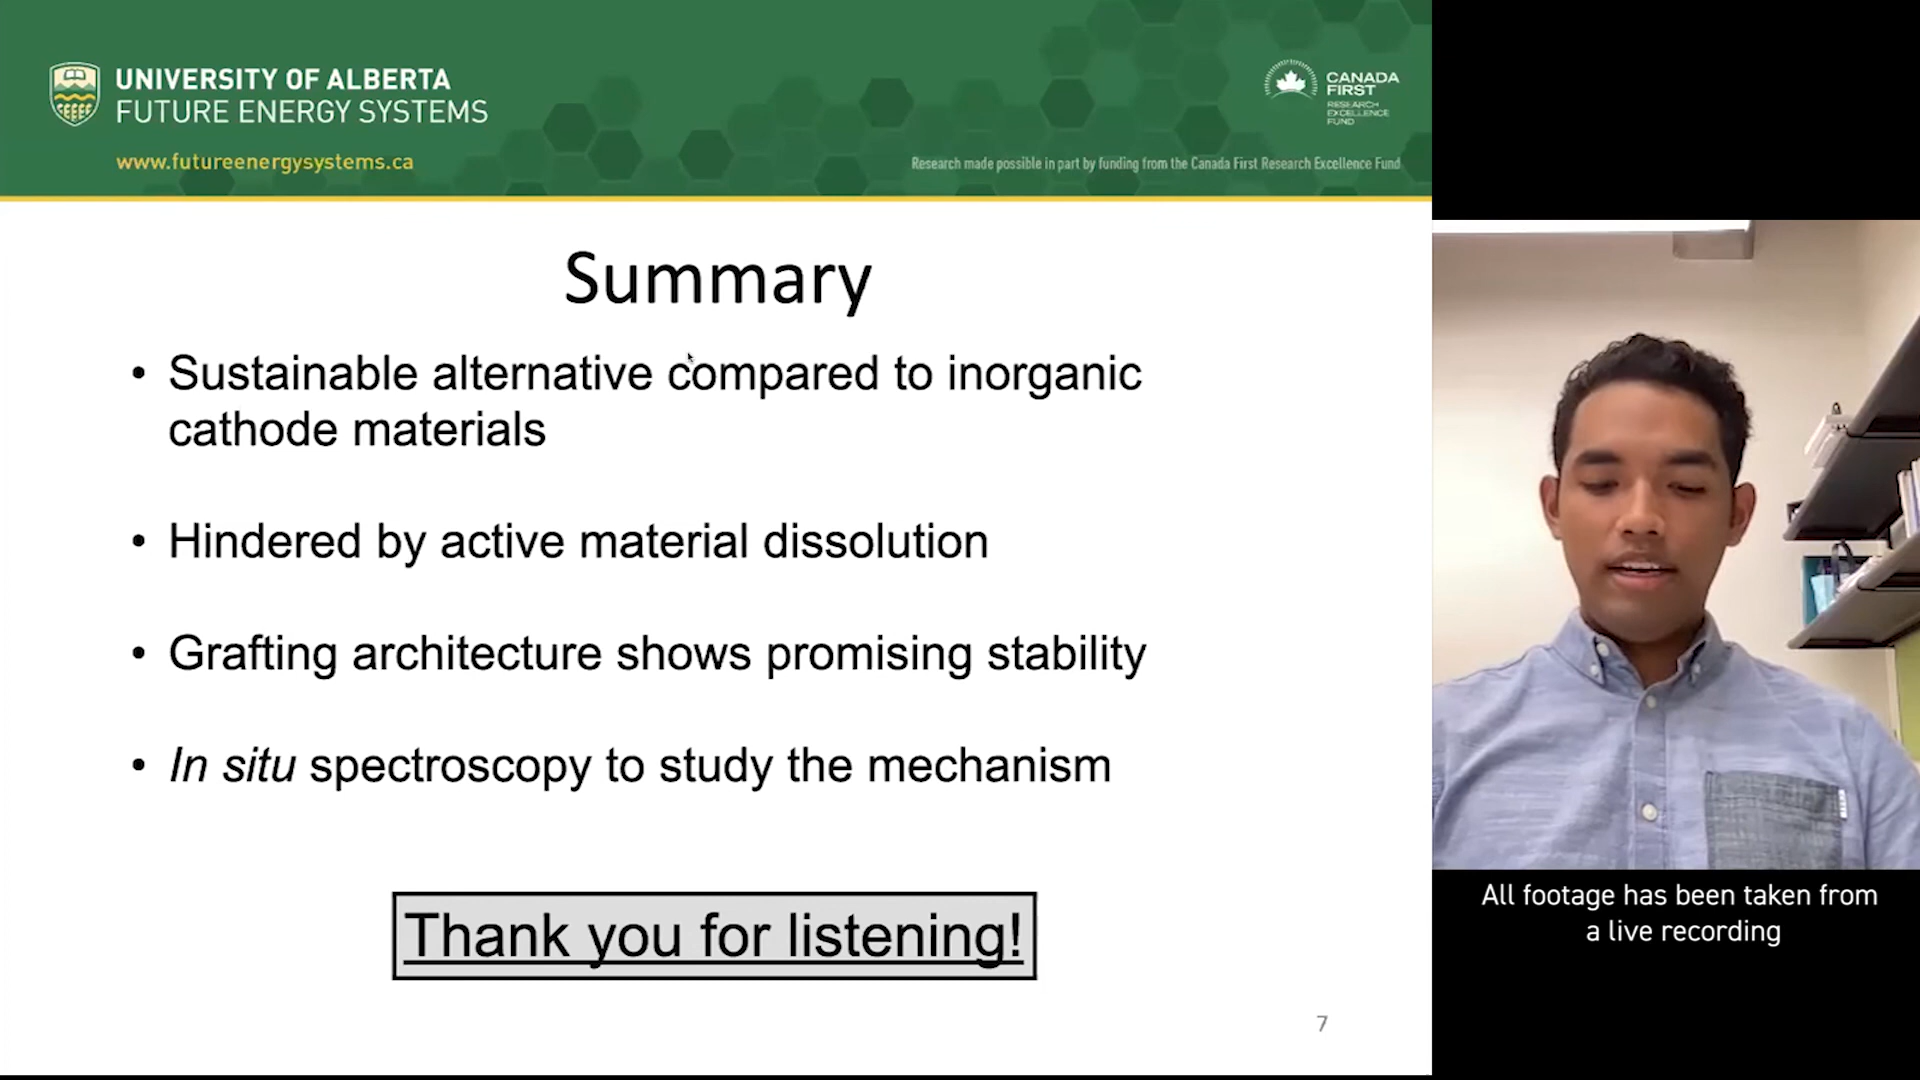 UNIVERSITY OF ALBERTA
FUTURE ENERGY SYSTEMS
www.futureenergysystems.ca
CANADA
FIRST
RESEARCH
EXCELLENCE
FUND
Research made possible in part by funding from the Canada First Research Excellence Fund
Summary
• Sustainable alternative compared to inorganic
cathode materials
• Hindered by active material dissolution
• Grafting architecture shows promising stability
• In situ spectroscopy to study the mechanism
Thank you for listening!
7
All footage has been taken from
a live recording